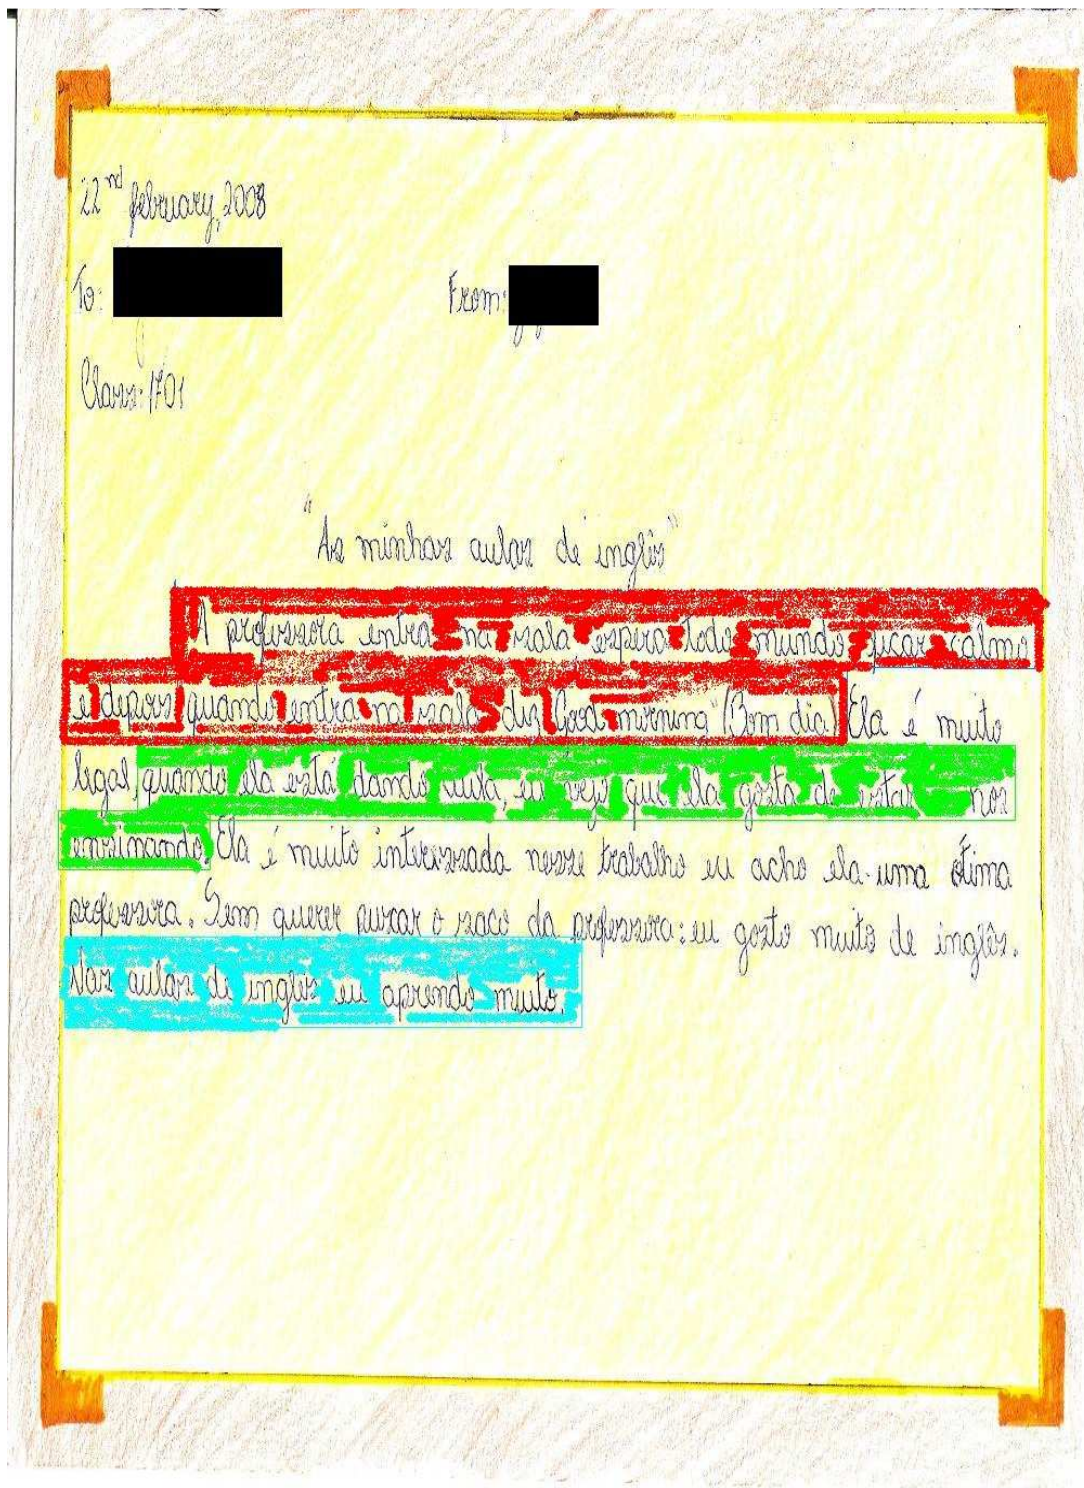 22nd february, 2008
To:
From:
Class: 1701
"As minhas aulas de inglês"
A professora entra na sala espera todo mundo ficar calmo
e depois quando entra na sala diz "Good morning" (Bom dia) Ela é muito
legal, quando ela está dando aula, eu vejo que ela gosta de estar nos
ensinando. Ela é muito interessada nesse trabalho eu acho ela uma ótima
professora. Sem querer puxar o saco da professora: eu gosto muito de inglês.
Nas aulas de inglês eu aprendo muito.